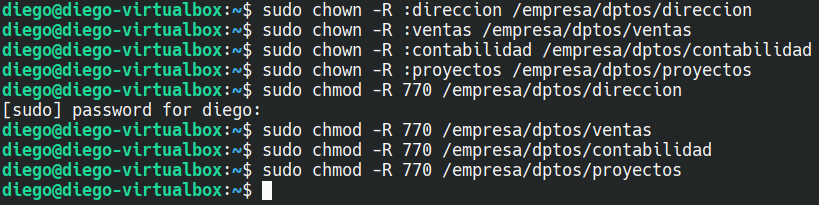 diego@diego-virtualbox:~$ sudo chown -R :direccion /empresa/dptos/direccion
diego@diego-virtualbox:~$ sudo chown -R :ventas /empresa/dptos/ventas
diego@diego-virtualbox:~$ sudo chown -R :contabilidad /empresa/dptos/contabilidad
diego@diego-virtualbox:~$ sudo chown -R :proyectos /empresa/dptos/proyectos
diego@diego-virtualbox:~$ sudo chmod -R 770 /empresa/dptos/direccion
[sudo] password for diego:
diego@diego-virtualbox:~$ sudo chmod -R 770 /empresa/dptos/ventas
diego@diego-virtualbox:~$ sudo chmod -R 770 /empresa/dptos/contabilidad
diego@diego-virtualbox:~$ sudo chmod -R 770 /empresa/dptos/proyectos
diego@diego-virtualbox:~$